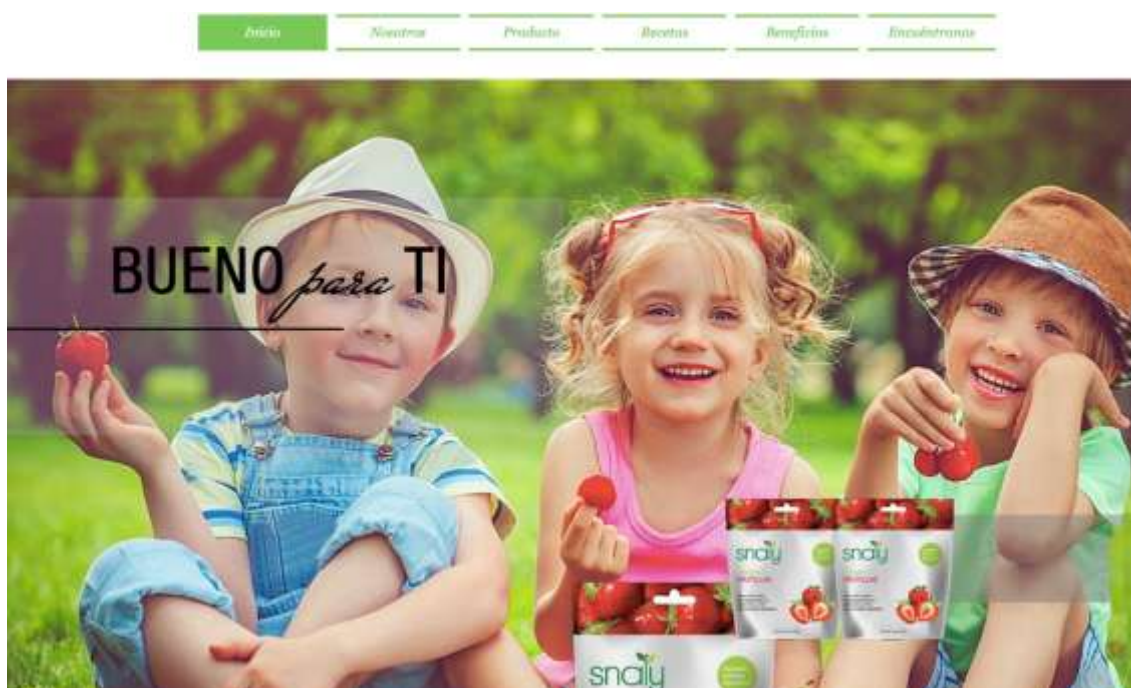 Inicio
Nosotros
Producto
Recetas
Beneficios
Encuéntranos
BUENO para TI
snaly
snaly
snaly